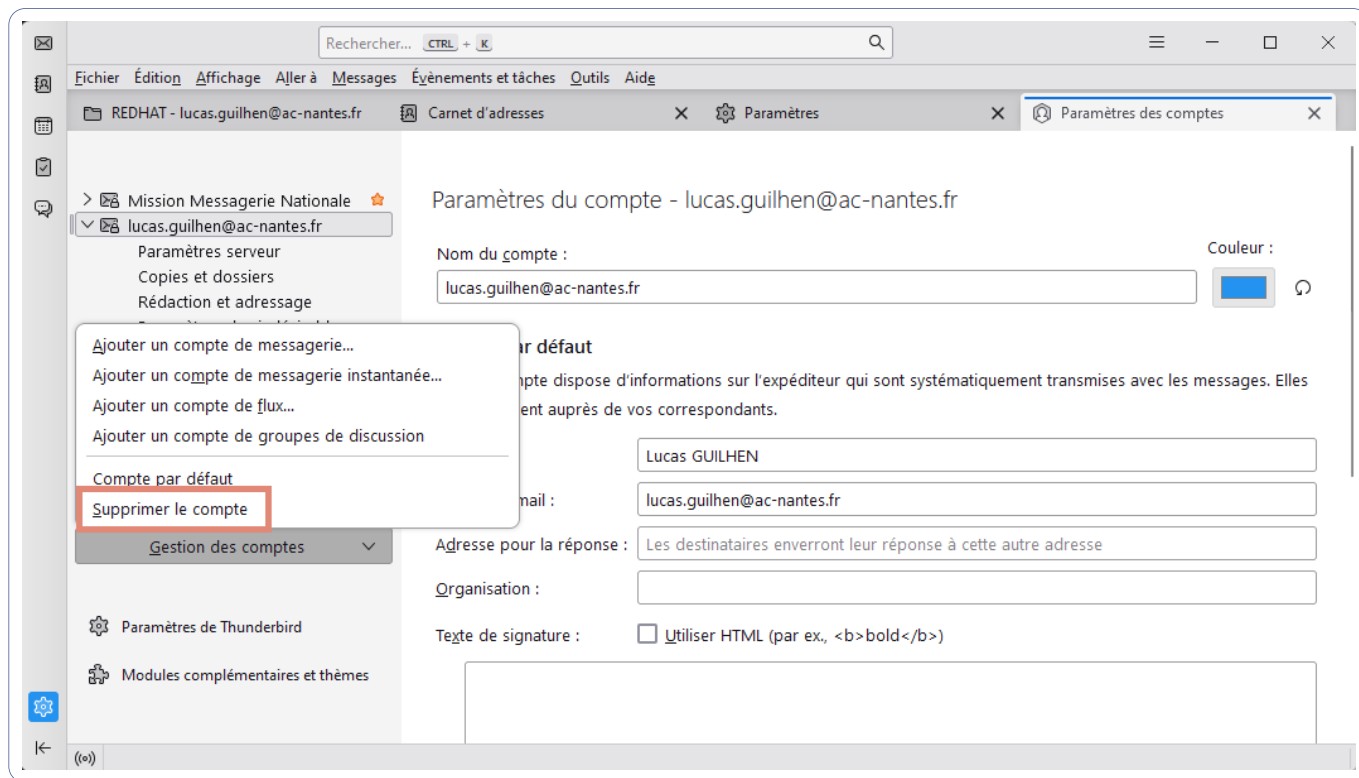 Rechercher... CTRL + K
Fichier Édition Affichage Aller à Messages Évènements et tâches Outils Aide
REDHAT - lucas.guilhen@ac-nantes.fr Carnet d'adresses Paramètres Paramètres des comptes
Mission Messagerie Nationale
lucas.guilhen@ac-nantes.fr
Paramètres serveur
Copies et dossiers
Rédaction et adressage
Ajouter un compte de messagerie...
Ajouter un compte de messagerie instantanée...
Ajouter un compte de flux...
Ajouter un compte de groupes de discussion
Compte par défaut
Supprimer le compte
Gestion des comptes
Paramètres de Thunderbird
Modules complémentaires et thèmes
Paramètres du compte - lucas.guilhen@ac-nantes.fr
Nom du compte :
Couleur :
lucas.guilhen@ac-nantes.fr
défaut
dispose d'informations sur l'expéditeur qui sont systématiquement transmises avec les messages. Elles
auprès de vos correspondants.
Lucas GUILHEN
lucas.guilhen@ac-nantes.fr
Adresse pour la réponse : Les destinataires enverront leur réponse à cette autre adresse
Organisation :
Texte de signature : Utiliser HTML (par ex., <b>bold</b>)